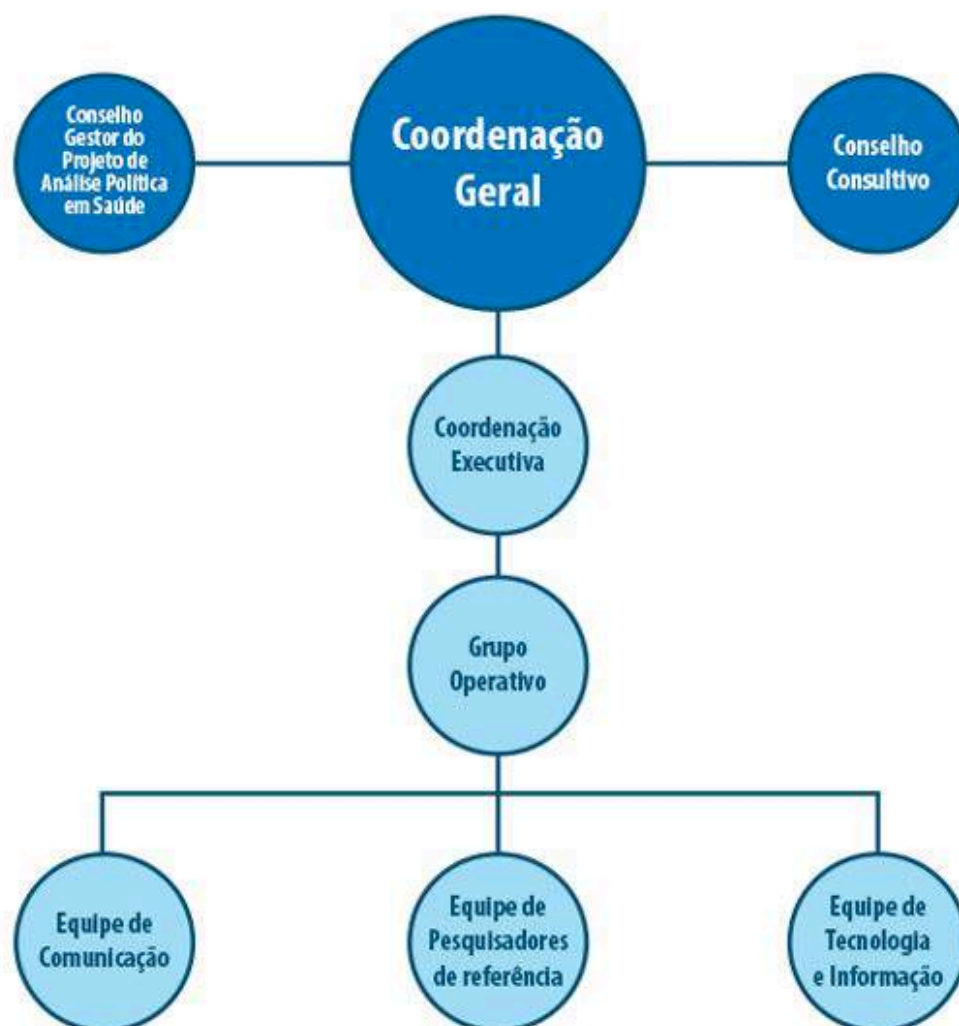 Conselho
Gestor do
Projeto de
Análise Política
em Saúde
Coordenação
Geral
Conselho
Consultivo
Coordenação
Executiva
Grupo
Operativo
Equipe de
Comunicação
Equipe de
Pesquisadores
de referência
Equipe de
Tecnologia
e Informação